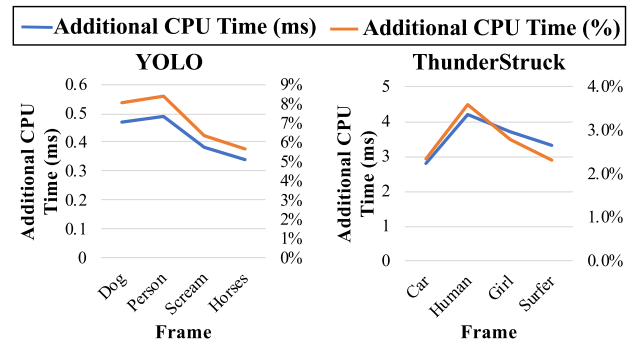 Additional CPU Time (ms) Additional CPU Time (%)
YOLO
Additional CPU
Time (ms)
0.6
0.5
0.4
0.3
0.2
0.1
0
9%
8%
7%
6%
5%
6%
3%
2%
1%
0%
Dog
Person
Scream
Horses
Frame
ThunderStruck
Additional CPU
Time (ms)
5
4
3
2
1
0
4.0%
3.0%
2.0%
1.0%
0.0%
Car
Human
Girl
Surfer
Frame